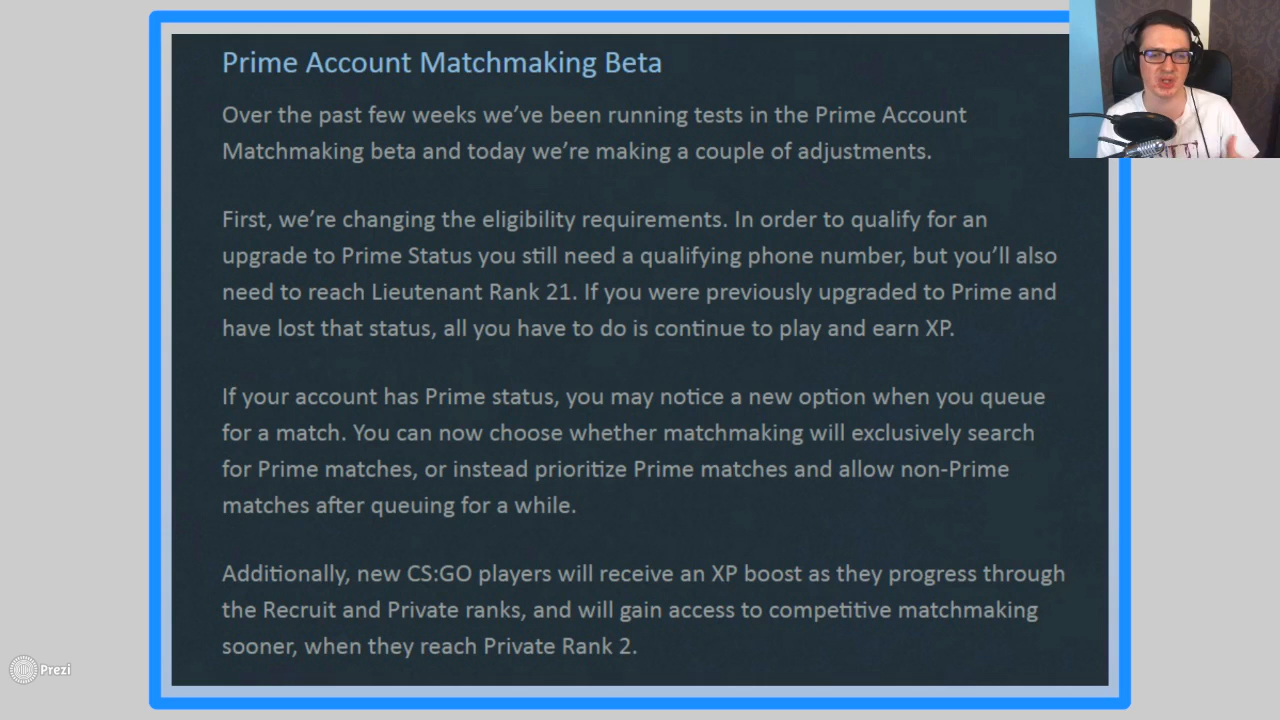 Prime Account Matchmaking Beta
Over the past few weeks we've been running tests in the Prime Account
Matchmaking beta and today we're making a couple of adjustments.
First, we're changing the eligibility requirements. In order to qualify for an
upgrade to Prime Status you still need a qualifying phone number, but you'll also
need to reach Lieutenant Rank 21. If you were previously upgraded to Prime and
have lost that status, all you have to do is continue to play and earn XP.
If your account has Prime status, you may notice a new option when you queue
for a match. You can now choose whether matchmaking will exclusively search
for Prime matches, or instead prioritize Prime matches and allow non-Prime
matches after queuing for a while.
Additionally, new CS:GO players will receive an XP boost as they progress through
the Recruit and Private ranks, and will gain access to competitive matchmaking
sooner, when they reach Private Rank 2.
Prezi